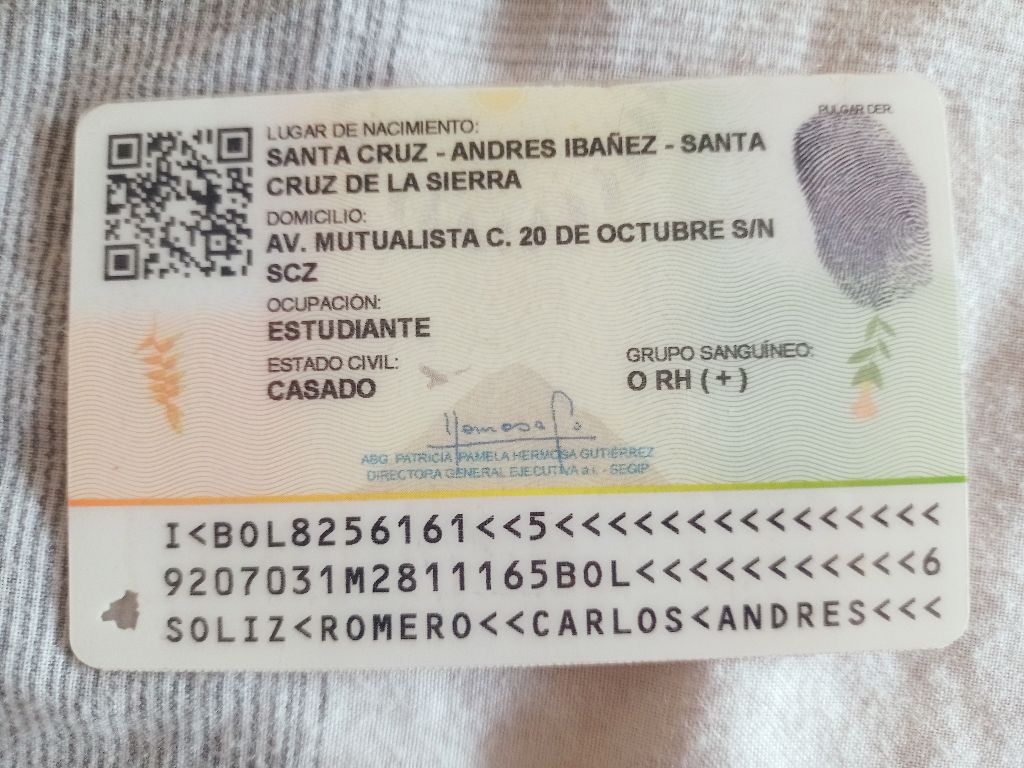 PULGAR DER.
LUGAR DE NACIMIENTO:
SANTA CRUZ - ANDRES IBAÑEZ - SANTA
CRUZ DE LA SIERRA
DOMICILIO:
AV. MUTUALISTA C. 20 DE OCTUBRE S/N
SCZ
OCUPACIÓN:
ESTUDIANTE
ESTADO CIVIL:
CASADO
GRUPO SANGUÍNEO:
O RH ( + )
ABG. PATRICIA PAMELA HERMOSA GUTIÉRREZ
DIRECTORA GENERAL EJECUTIVA a.i. - SEGIP
I<BOL8256161<<5<<<<<<<<<<<<<<<
9207031M2811165BOL<<<<<<<<<<<6
SOLIZ<ROMERO<<CARLOS<ANDRES<<<